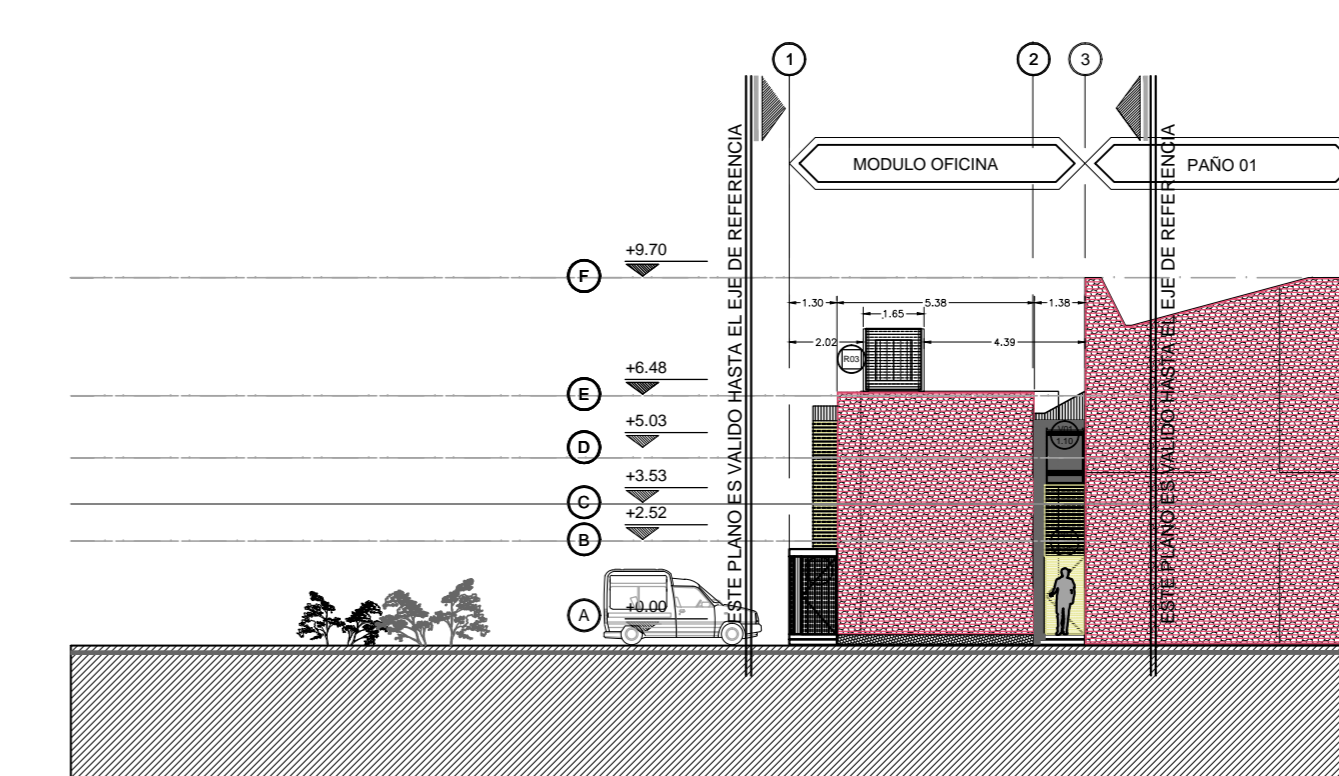 1
2
3
MODULO OFICINA
PAÑO 01
ESTE PLANO ES VALIDO HASTA EL EJE DE REFERENCIA
ESTE PLANO ES VALIDO HASTA EL EJE DE REFERENCIA
F
+9.70
1.30
5.38
1.38
1.65
2.02
4.39
R03
E
+6.48
D
+5.03
1.10
C
+3.53
B
+2.52
A
+0.00